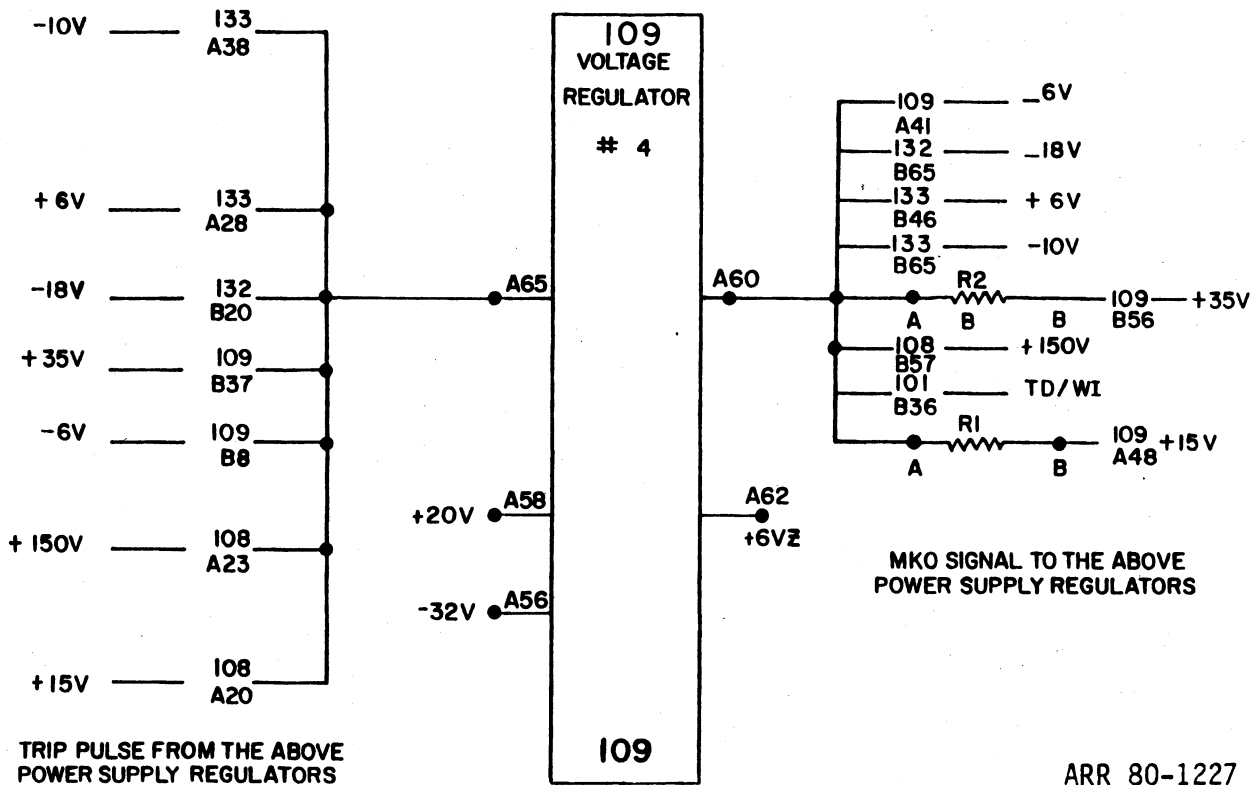 -10V 133
A38
+ 6V 133
A28
-18V 132
B20
+35V 109
B37
-6V 109
B8
+ 150V 108
A23
+15V 108
A20
TRIP PULSE FROM THE ABOVE
POWER SUPPLY REGULATORS
109
VOLTAGE
REGULATOR
# 4
A65
A58
+20V
A56
-32V
109
A60
A62
+6VZ
109 -6V
A41
132 -18V
B65
133 + 6V
B46
133 -10V
B65
R2
109 +35V
A B B B56
108 + 150V
B57
101 TD/WI
B36
R1
109 +15V
A48
A B
MKO SIGNAL TO THE ABOVE
POWER SUPPLY REGULATORS
ARR 80-1227